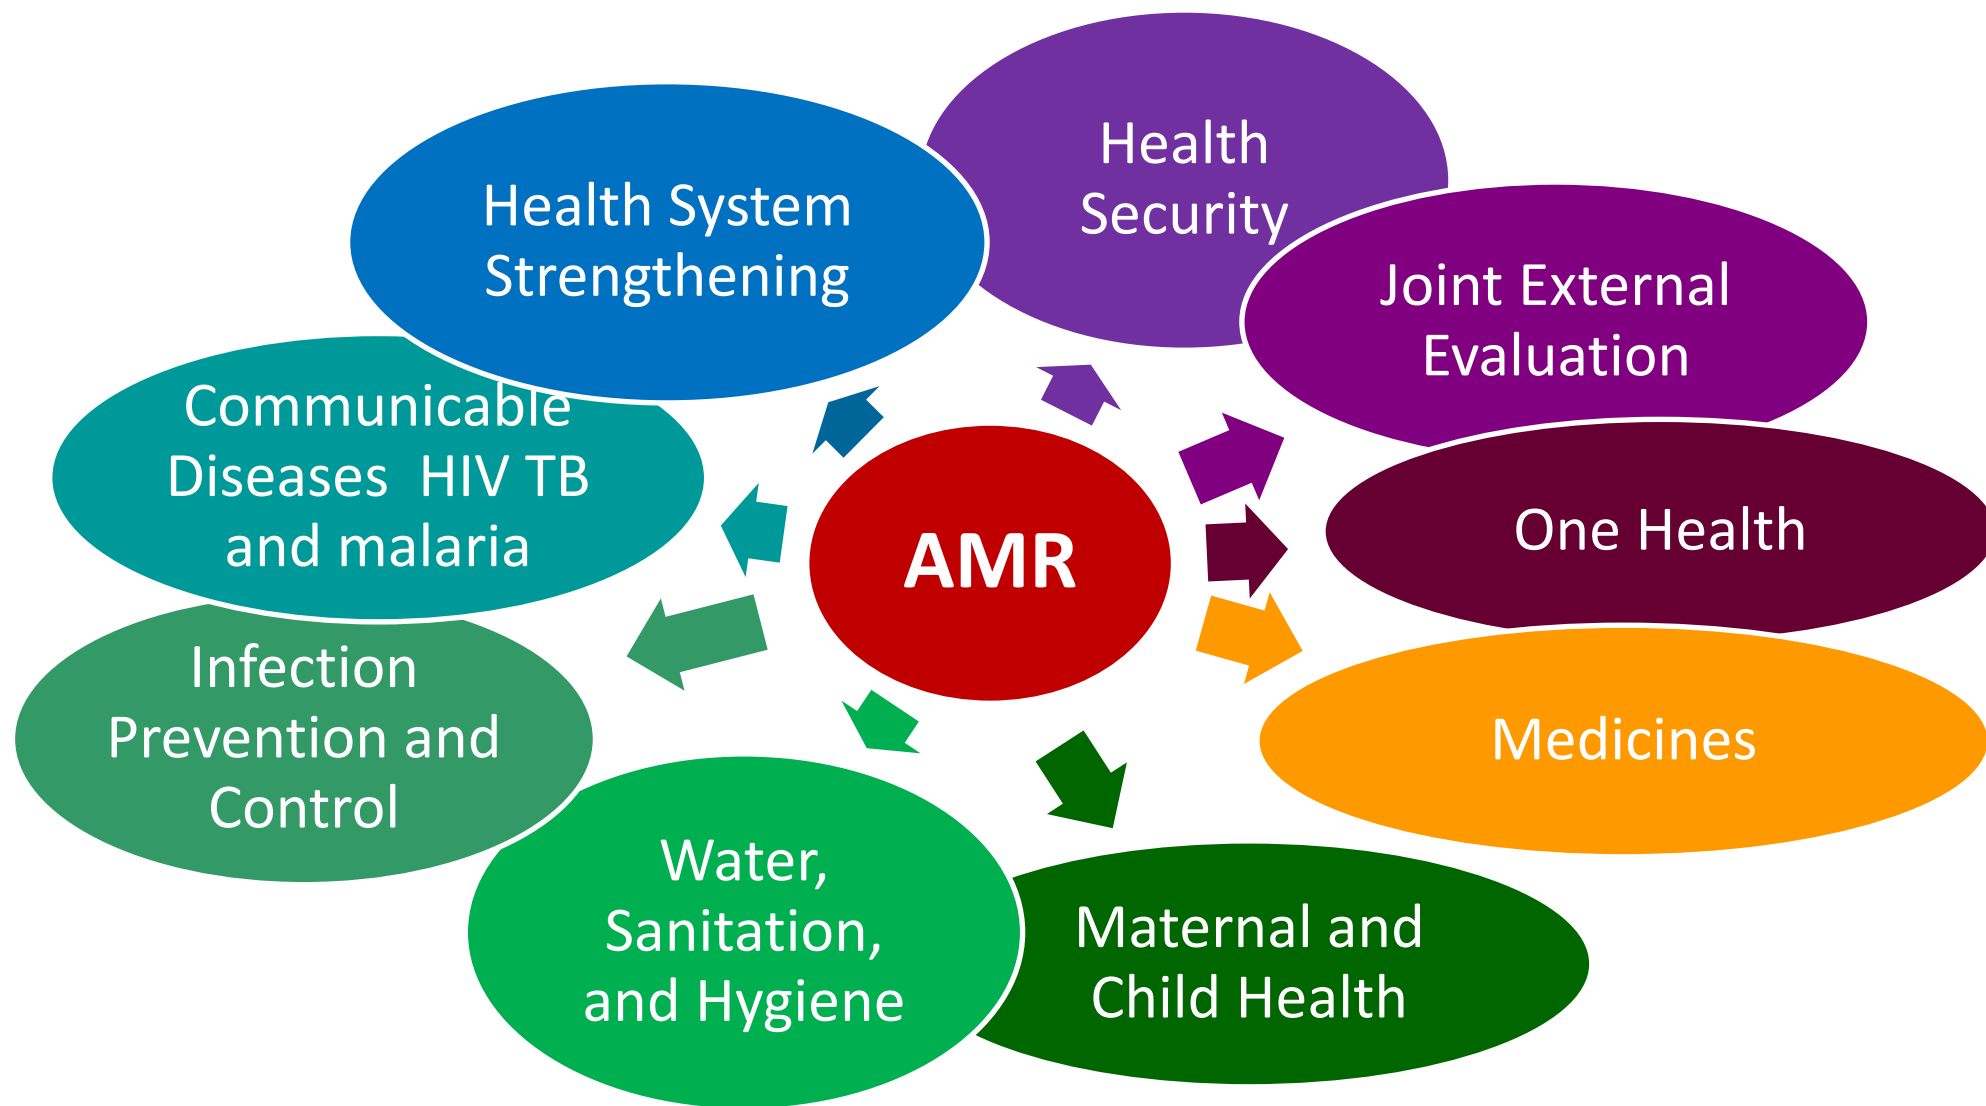 Health
Security
Health System
Strengthening
Joint External
Evaluation
Communicable
Diseases  HIV TB
and malaria
One Health
AMR
Infection
Prevention and
Control
Medicines
Water,
Sanitation,
and Hygiene
Maternal and
Child Health